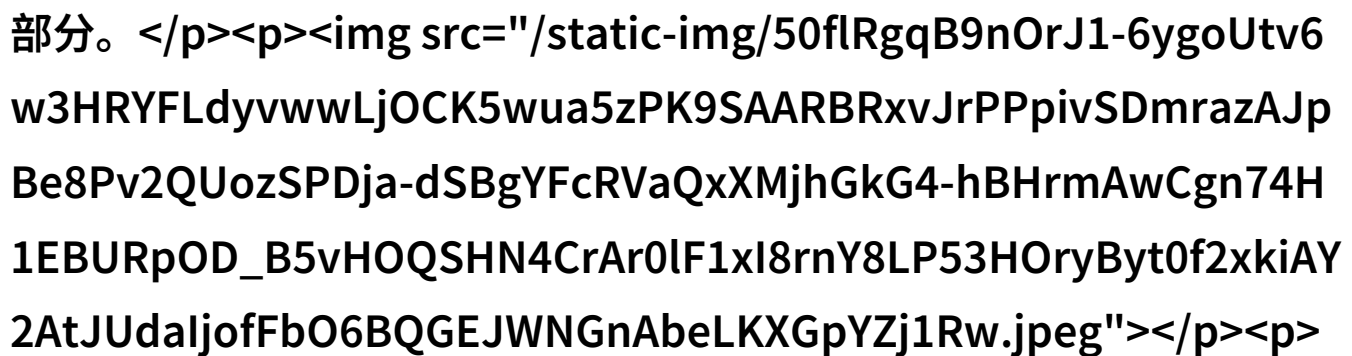 部分。</p><p><img src="/static-img/50flRgqB9nOrJ1-6ygoUtv6
w3HRYFLdyvwwLjOCK5wua5zPK9SAARBRxvJrPPpivSDmrazAJp
Be8Pv2QUozSPDja-dSBgYFcRVaQxXMjhGkG4-hBHrmAwCgn74H
1EBURpOD_B5vHOQSHN4CrAr0lF1xI8rnY8LP53HOryByt0f2xkiAY
2AtJUdaIjofFbO6BQGEJWNGnAbeLKXGpYZj1Rw.jpeg"></p><p>